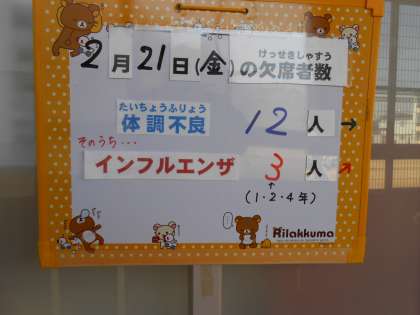 2月21日(金)の欠席者数
けっせきしゃすう
たいちょうふりょう
体調不良 12人→
そのうち・・・
インフルエンザ 3人↗
↑
(1・2・4年)
Rilakkuma